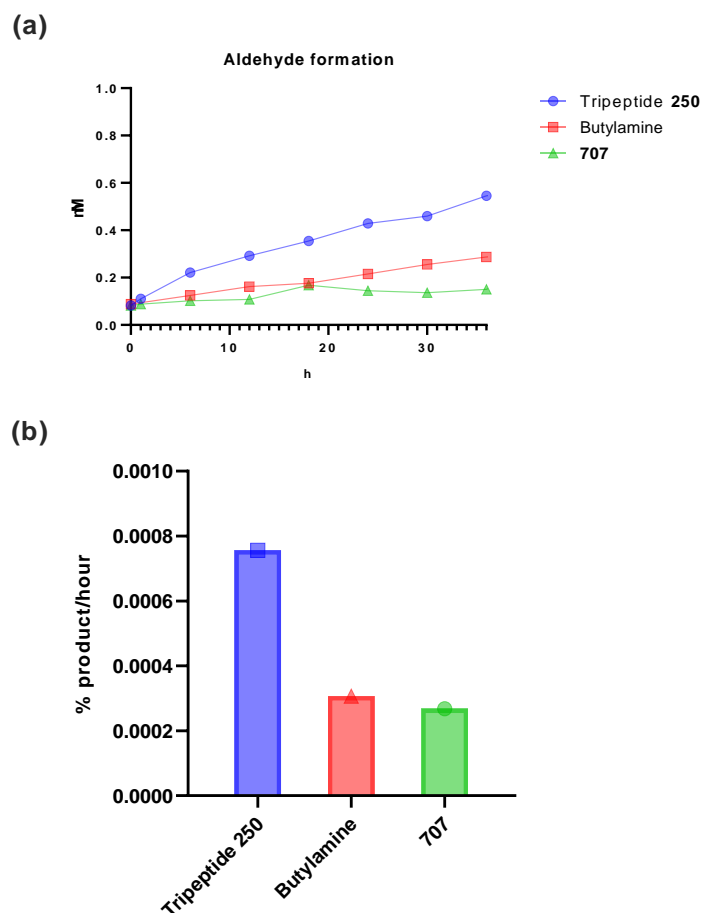 (a)
Aldehyde formation
1.0
0.8
0.6
0.4
0.2
0.0
mM
0 10 20 30
h
Tripeptide 250
Butylamine
707
(b)
0.0010
0.0008
0.0006
0.0004
0.0002
0.0000
% product/hour
Tripeptide 250
Butylamine
707